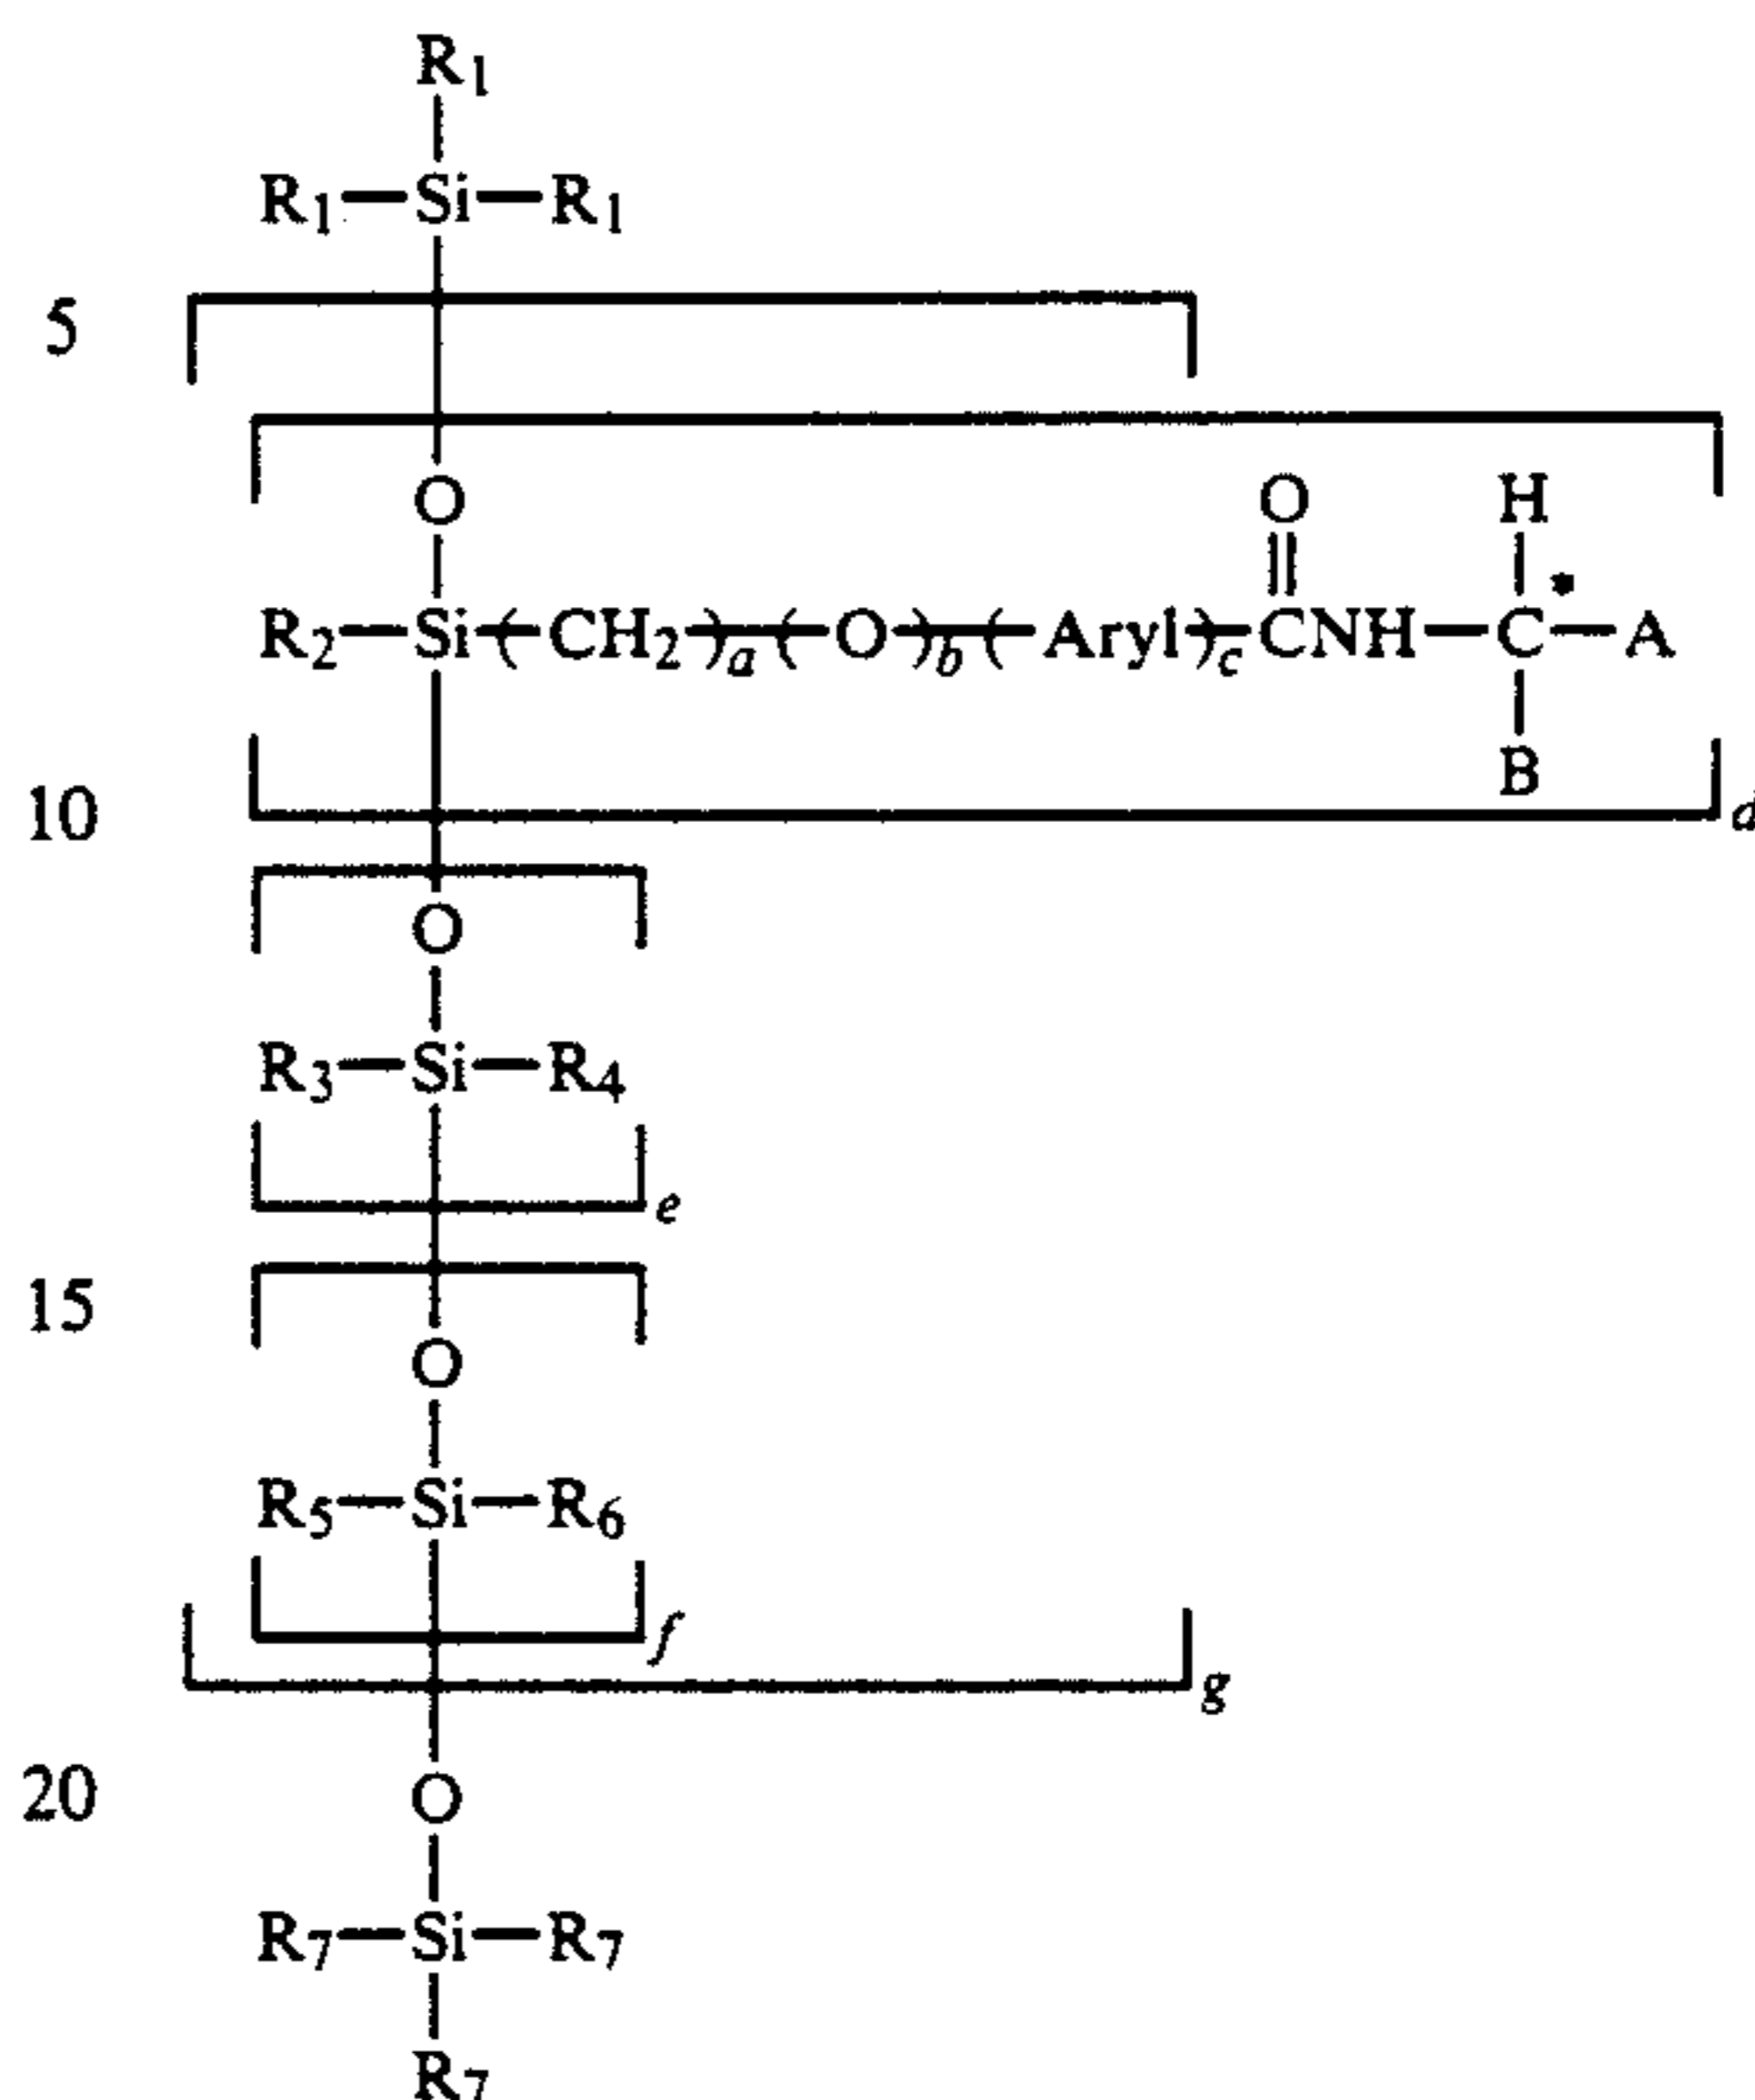 R1
R1—Si—R1
5
O O H
R2—Si—(CH2)a—(O)b—(Aryl)c—CNH—C*—A
B
10 d
O
R3—Si—R4
e
15
O
R5—Si—R6
f
g
20 O
R7—Si—R7
R7